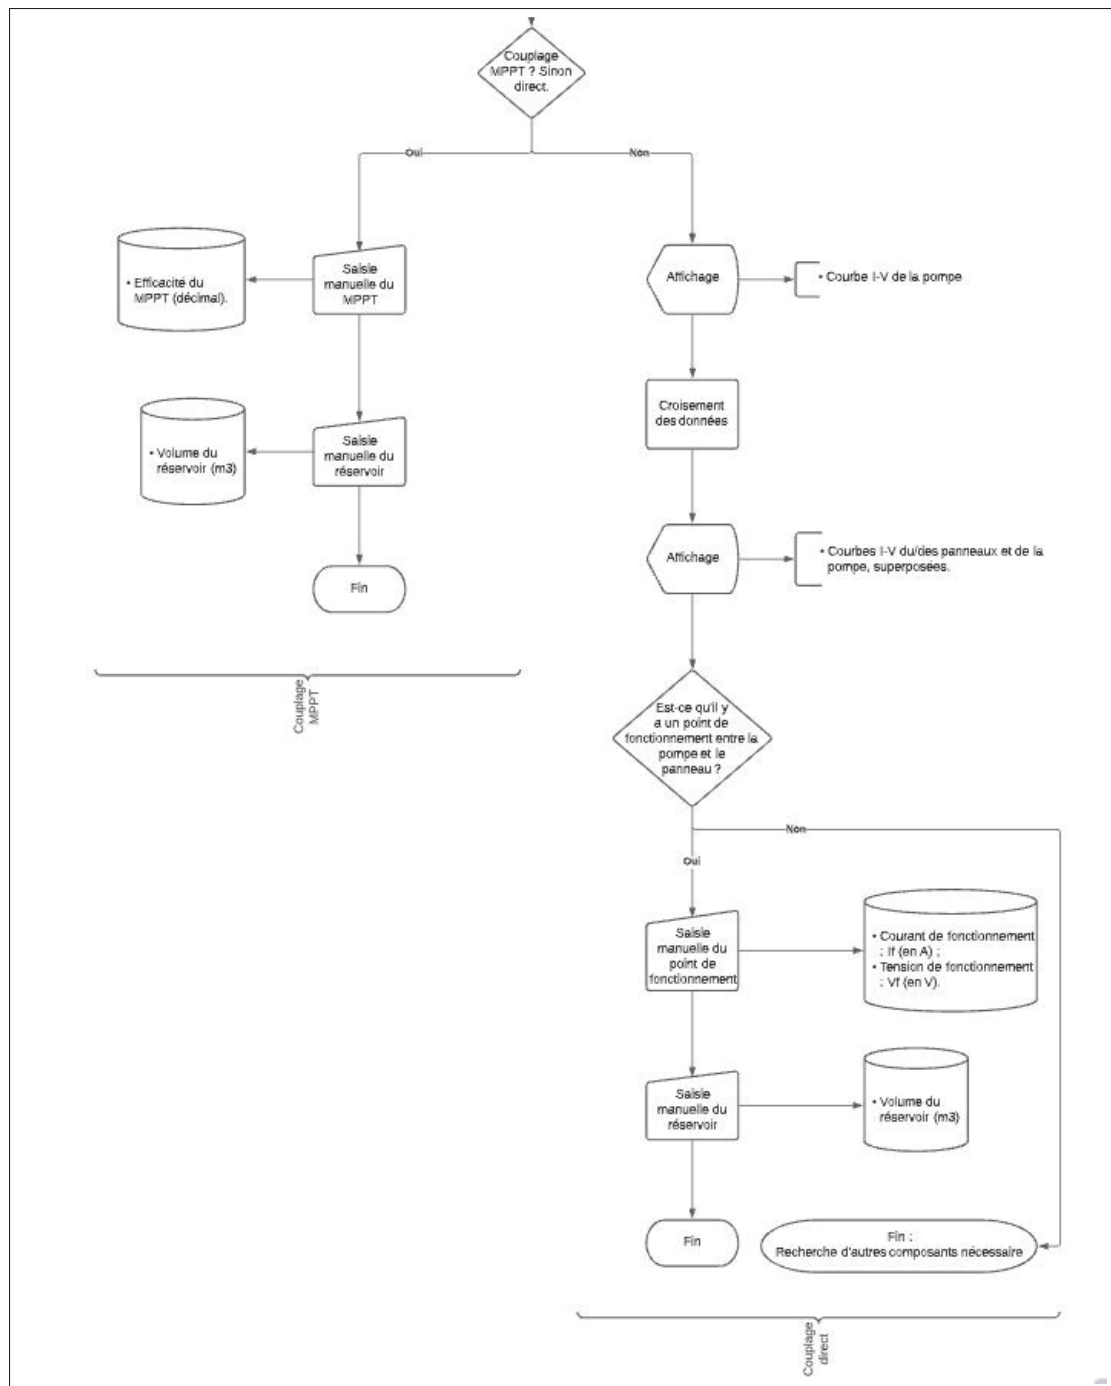 Couplage
MPPT ? Sinon
direct.
Oui
Non
• Efficacité du
MPPT (décimal).
Saisie
manuelle du
MPPT
Affichage
• Courbe I-V de la pompe
• Volume du
réservoir (m3)
Saisie
manuelle du
réservoir
Croisement
des données
Fin
Affichage
• Courbes I-V du/des panneaux et de la
pompe, superposées.
Couplage
MPPT
Est-ce qu'il y
a un point de
fonctionnement entre la
pompe et le
panneau ?
Non
Oui
Saisie
manuelle du
point de
fonctionnement
• Courant de fonctionnement
: If (en A) ;
• Tension de fonctionnement
: Vf (en V).
Saisie
manuelle du
réservoir
• Volume du
réservoir (m3)
Fin
Fin :
Recherche d'autres composants nécessaire
Couplage
direct